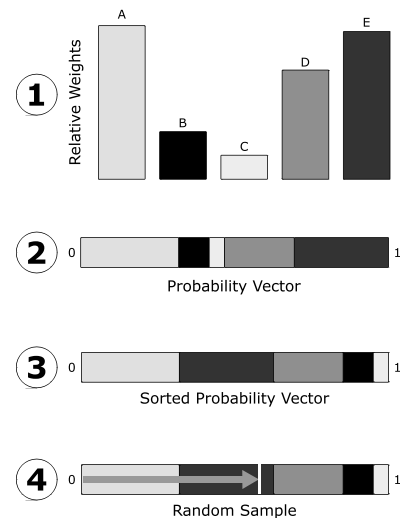 A
E
D
B
C
1
Relative Weights
2
0
1
Probability Vector
3
0
1
Sorted Probability Vector
4
0
1
Random Sample